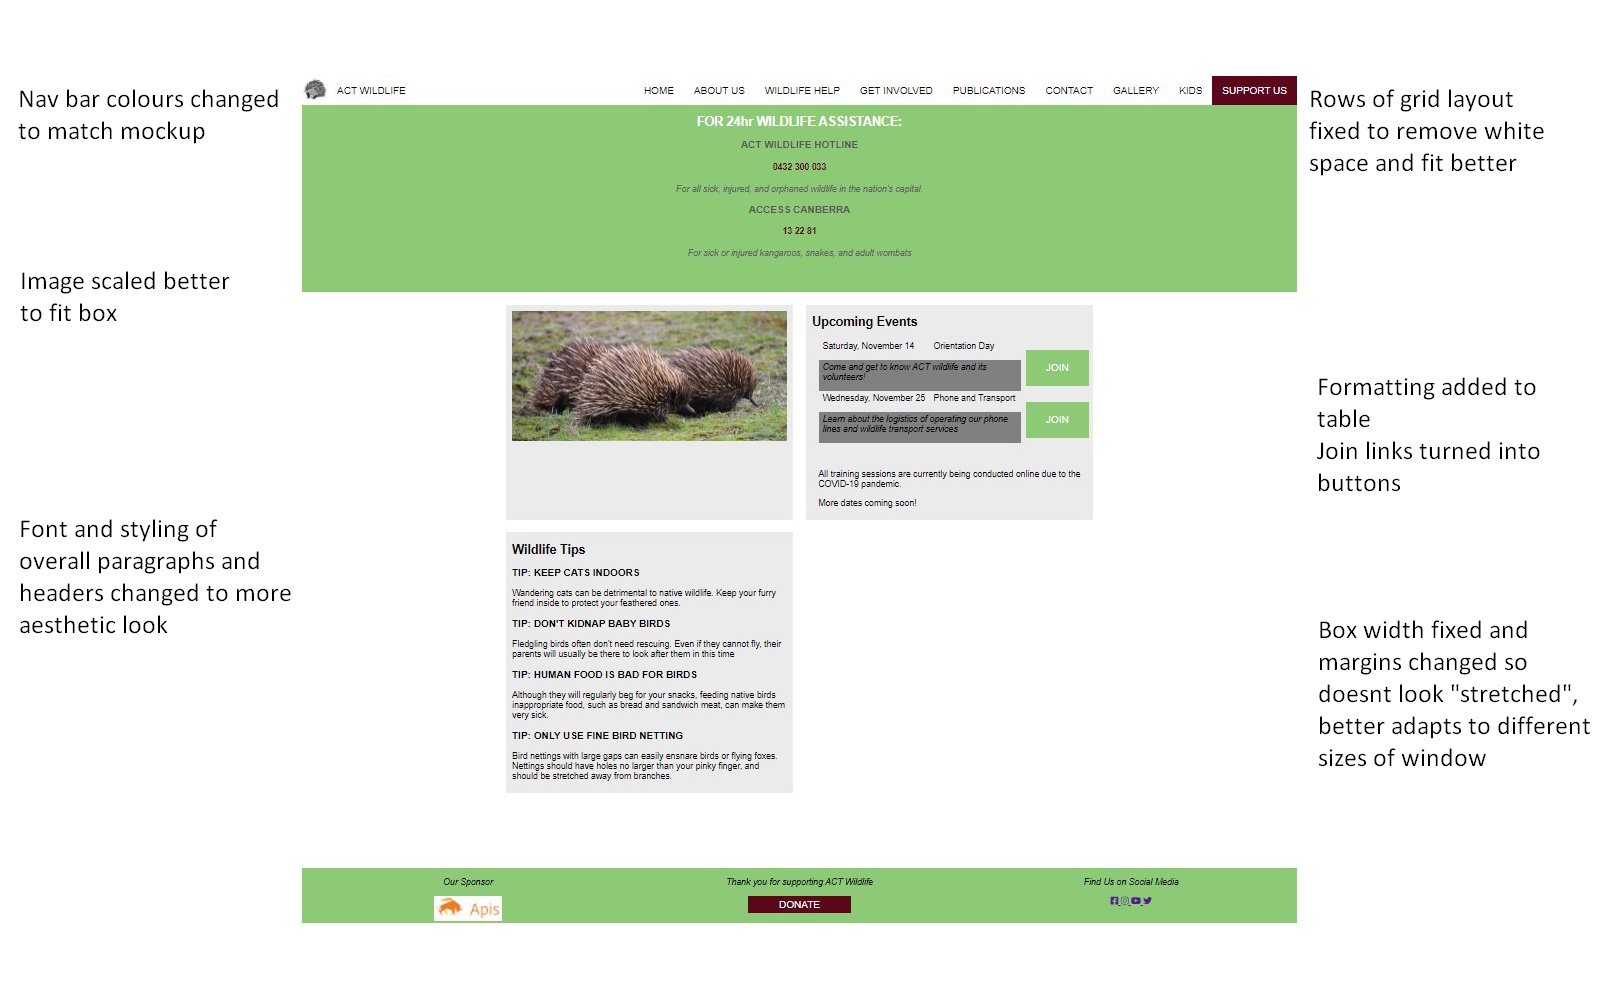 Nav bar colours changed
to match mockup
Image scaled better
to fit box
Font and styling of
overall paragraphs and
headers changed to more
aesthetic look
ACT WILDLIFE
HOME ABOUT US WILDLIFE HELP GET INVOLVED PUBLICATIONS CONTACT GALLERY KIDS SUPPORT US
FOR 24hr WILDLIFE ASSISTANCE:
ACT WILDLIFE HOTLINE
0432 300 033
For all sick, injured, and orphaned wildlife in the nation's capital.
ACCESS CANBERRA
13 22 81
For sick or injured kangaroos, snakes, and adult wombats
Upcoming Events
Saturday, November 14 Orientation Day
Come and get to know ACT wildlife and its
volunteers!
JOIN
Wednesday, November 25 Phone and Transport
Learn about the logistics of operating our phone
lines and wildlife transport services
JOIN
All training sessions are currently being conducted online due to the
COVID-19 pandemic.
More dates coming soon!
Wildlife Tips
TIP: KEEP CATS INDOORS
Wandering cats can be detrimental to native wildlife. Keep your furry
friend inside to protect your feathered ones.
TIP: DON'T KIDNAP BABY BIRDS
Fledgling birds often don't need rescuing. Even if they cannot fly, their
parents will usually be there to look after them in this time
TIP: HUMAN FOOD IS BAD FOR BIRDS
Although they will regularly beg for your snacks, feeding native birds
inappropriate food, such as bread and sandwich meat, can make them
very sick.
TIP: ONLY USE FINE BIRD NETTING
Bird nettings with large gaps can easily ensnare birds or flying foxes.
Nettings should have holes no larger than your pinky finger, and
should be stretched away from branches.
Our Sponsor
Apis
Thank you for supporting ACT Wildlife
DONATE
Find Us on Social Media
Rows of grid layout
fixed to remove white
space and fit better
Formatting added to
table
Join links turned into
buttons
Box width fixed and
margins changed so
doesnt look "stretched",
better adapts to different
sizes of window